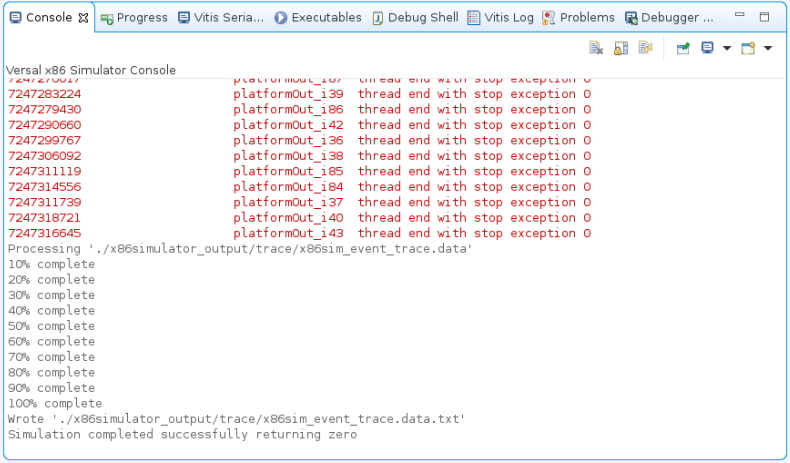 Console Progress Vitis Seria... Executables Debug Shell Vitis Log Problems Debugger ...
Versal x86 Simulator Console
7247276617 platformOut_i87 thread end with stop exception 0
7247283224 platformOut_i39 thread end with stop exception 0
7247279430 platformOut_i86 thread end with stop exception 0
7247290660 platformOut_i42 thread end with stop exception 0
7247299767 platformOut_i36 thread end with stop exception 0
7247306092 platformOut_i38 thread end with stop exception 0
7247311119 platformOut_i85 thread end with stop exception 0
7247314556 platformOut_i84 thread end with stop exception 0
7247311739 platformOut_i37 thread end with stop exception 0
7247318721 platformOut_i40 thread end with stop exception 0
7247316645 platformOut_i43 thread end with stop exception 0
Processing './x86simulator_output/trace/x86sim_event_trace.data'
10% complete
20% complete
30% complete
40% complete
50% complete
60% complete
70% complete
80% complete
90% complete
100% complete
Wrote './x86simulator_output/trace/x86sim_event_trace.data.txt'
Simulation completed successfully returning zero